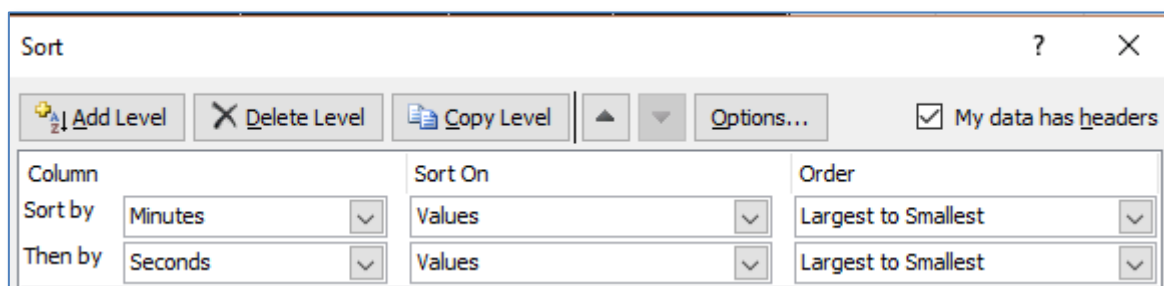 Sort ? X
Add Level Delete Level Copy Level Options... My data has headers
Column Sort On Order
Sort by Minutes Values Largest to Smallest
Then by Seconds Values Largest to Smallest